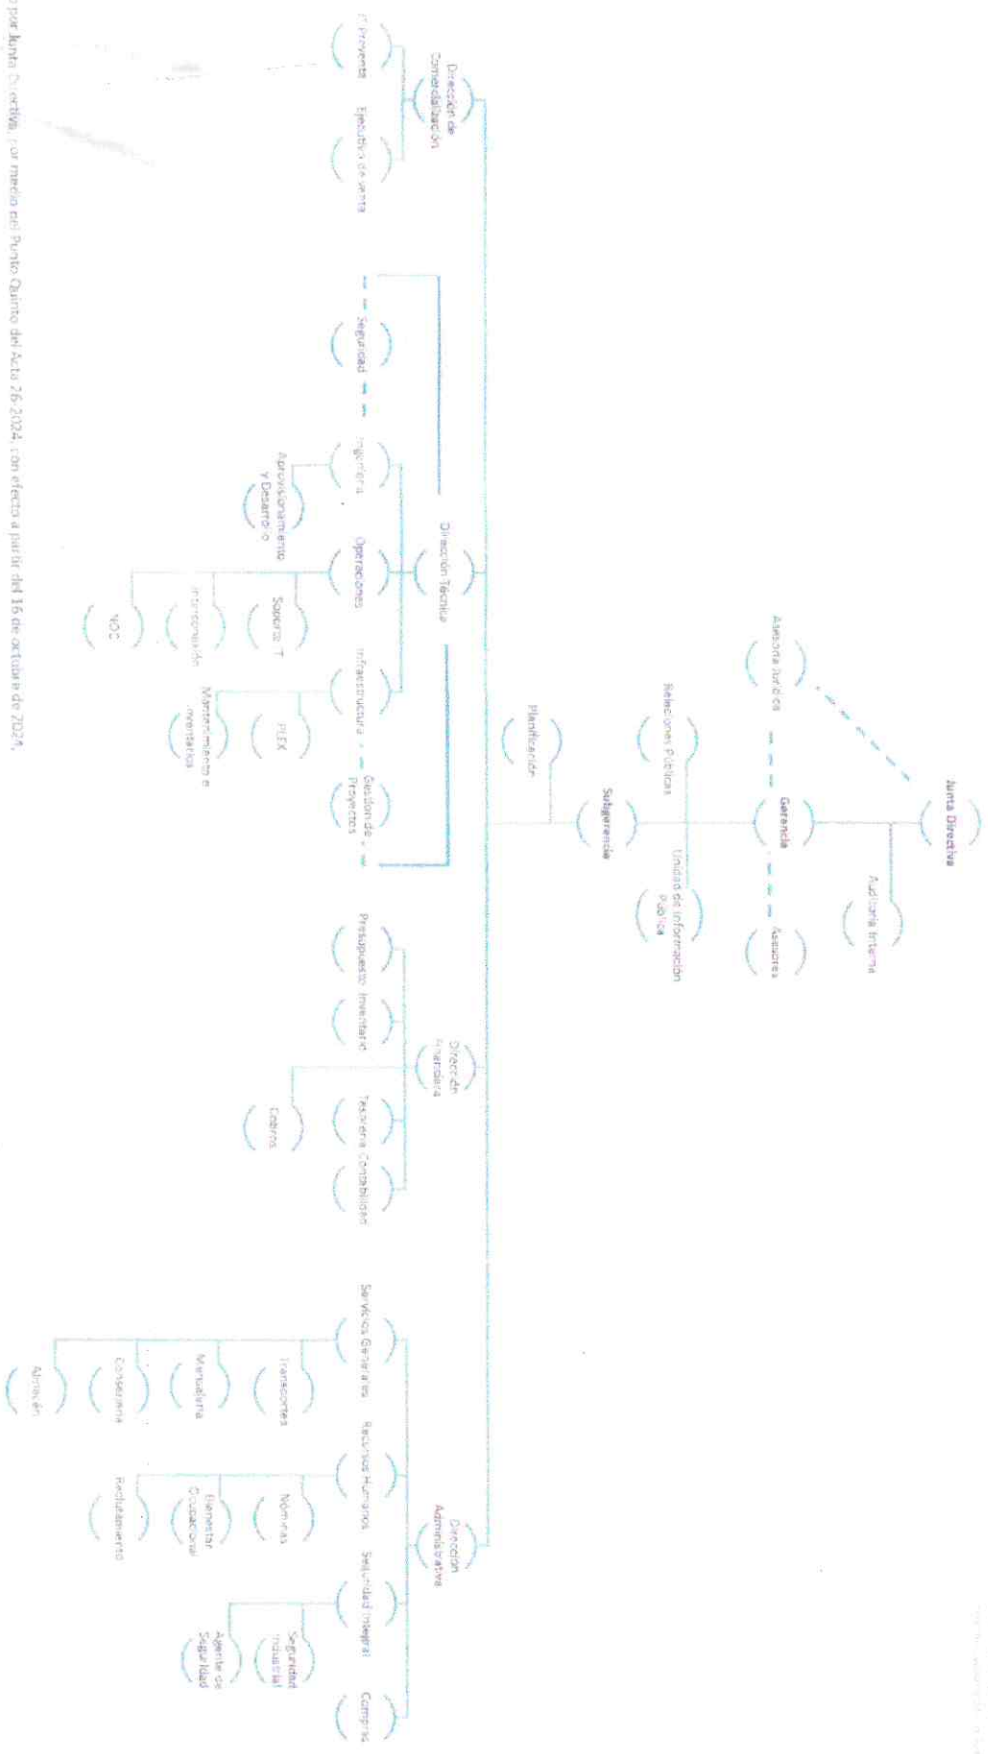 Junta Directiva
Auditoría Interna
Asesoría Jurídica
Gerencia
Asesores
Relaciones Públicas
Unidad de Información
Pública
Subgerencia
Planificación
Dirección de
Comercialización
Dirección Técnica
Dirección
Financiera
Dirección
Administrativa
Preventa
Ejecutivo de venta
Seguridad
Ingeniería
Operaciones
Infraestructura
Gestión de
Proyectos
Presupuesto
Inventario
Tesorería
Contabilidad
Servicios Generales
Recursos Humanos
Seguridad Integral
Compras
Aprovisionamiento
y Desarrollo
Soporte IT
Interconexión
NOC
PLEX
Mantenimiento e
Inventarios
Cobros
Transportes
Mensajería
Conserjería
Almacén
Nóminas
Bienestar
Ocupacional
Reclutamiento
Seguridad
Industrial
Agente de
Seguridad
por Junta Directiva, por medio del Punto Quinto del Acta 26-2024, con efecto a partir del 16 de octubre de 2024.